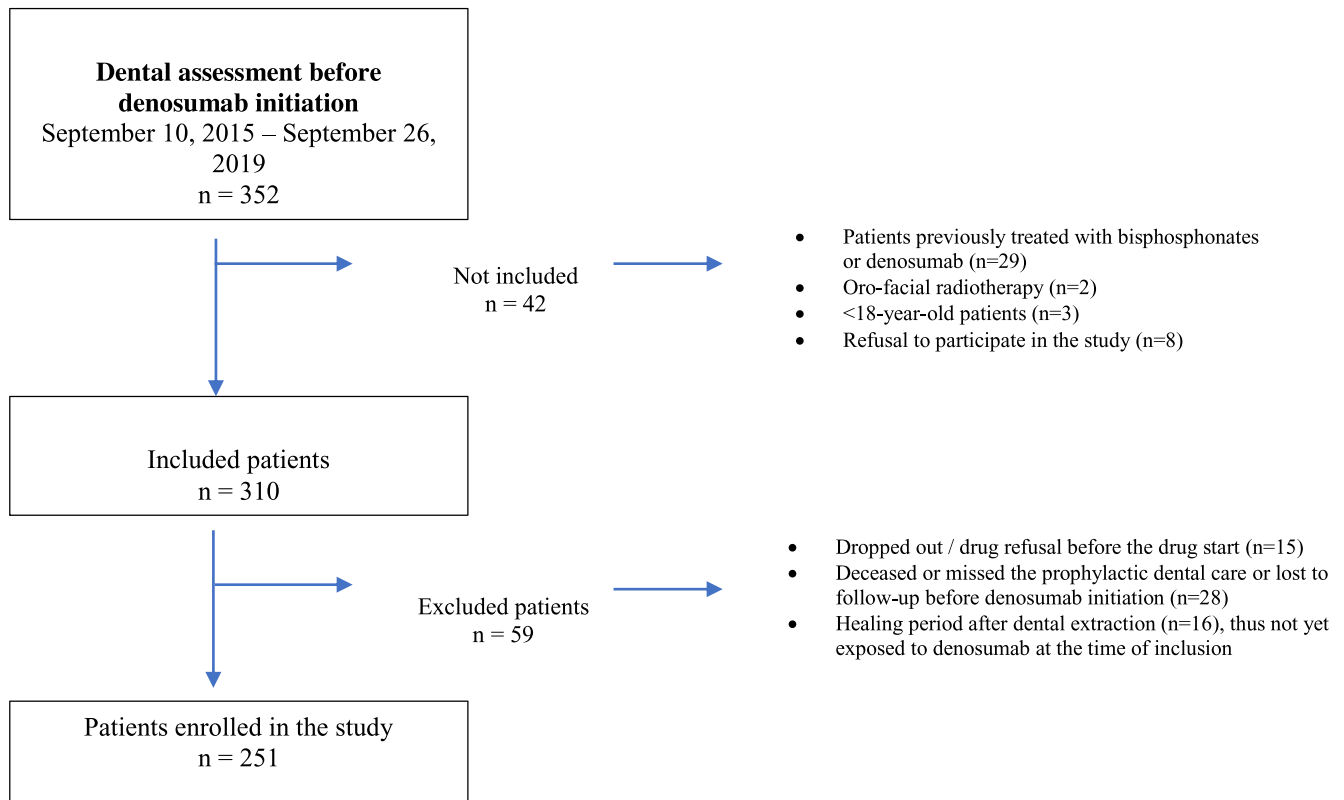 Dental assessment before
denosumab initiation
September 10, 2015 – September 26,
2019
n = 352
Not included
n = 42
• Patients previously treated with bisphosphonates
or denosumab (n=29)
• Oro-facial radiotherapy (n=2)
• <18-year-old patients (n=3)
• Refusal to participate in the study (n=8)
Included patients
n = 310
Excluded patients
n = 59
• Dropped out / drug refusal before the drug start (n=15)
• Deceased or missed the prophylactic dental care or lost to
follow-up before denosumab initiation (n=28)
• Healing period after dental extraction (n=16), thus not yet
exposed to denosumab at the time of inclusion
Patients enrolled in the study
n = 251